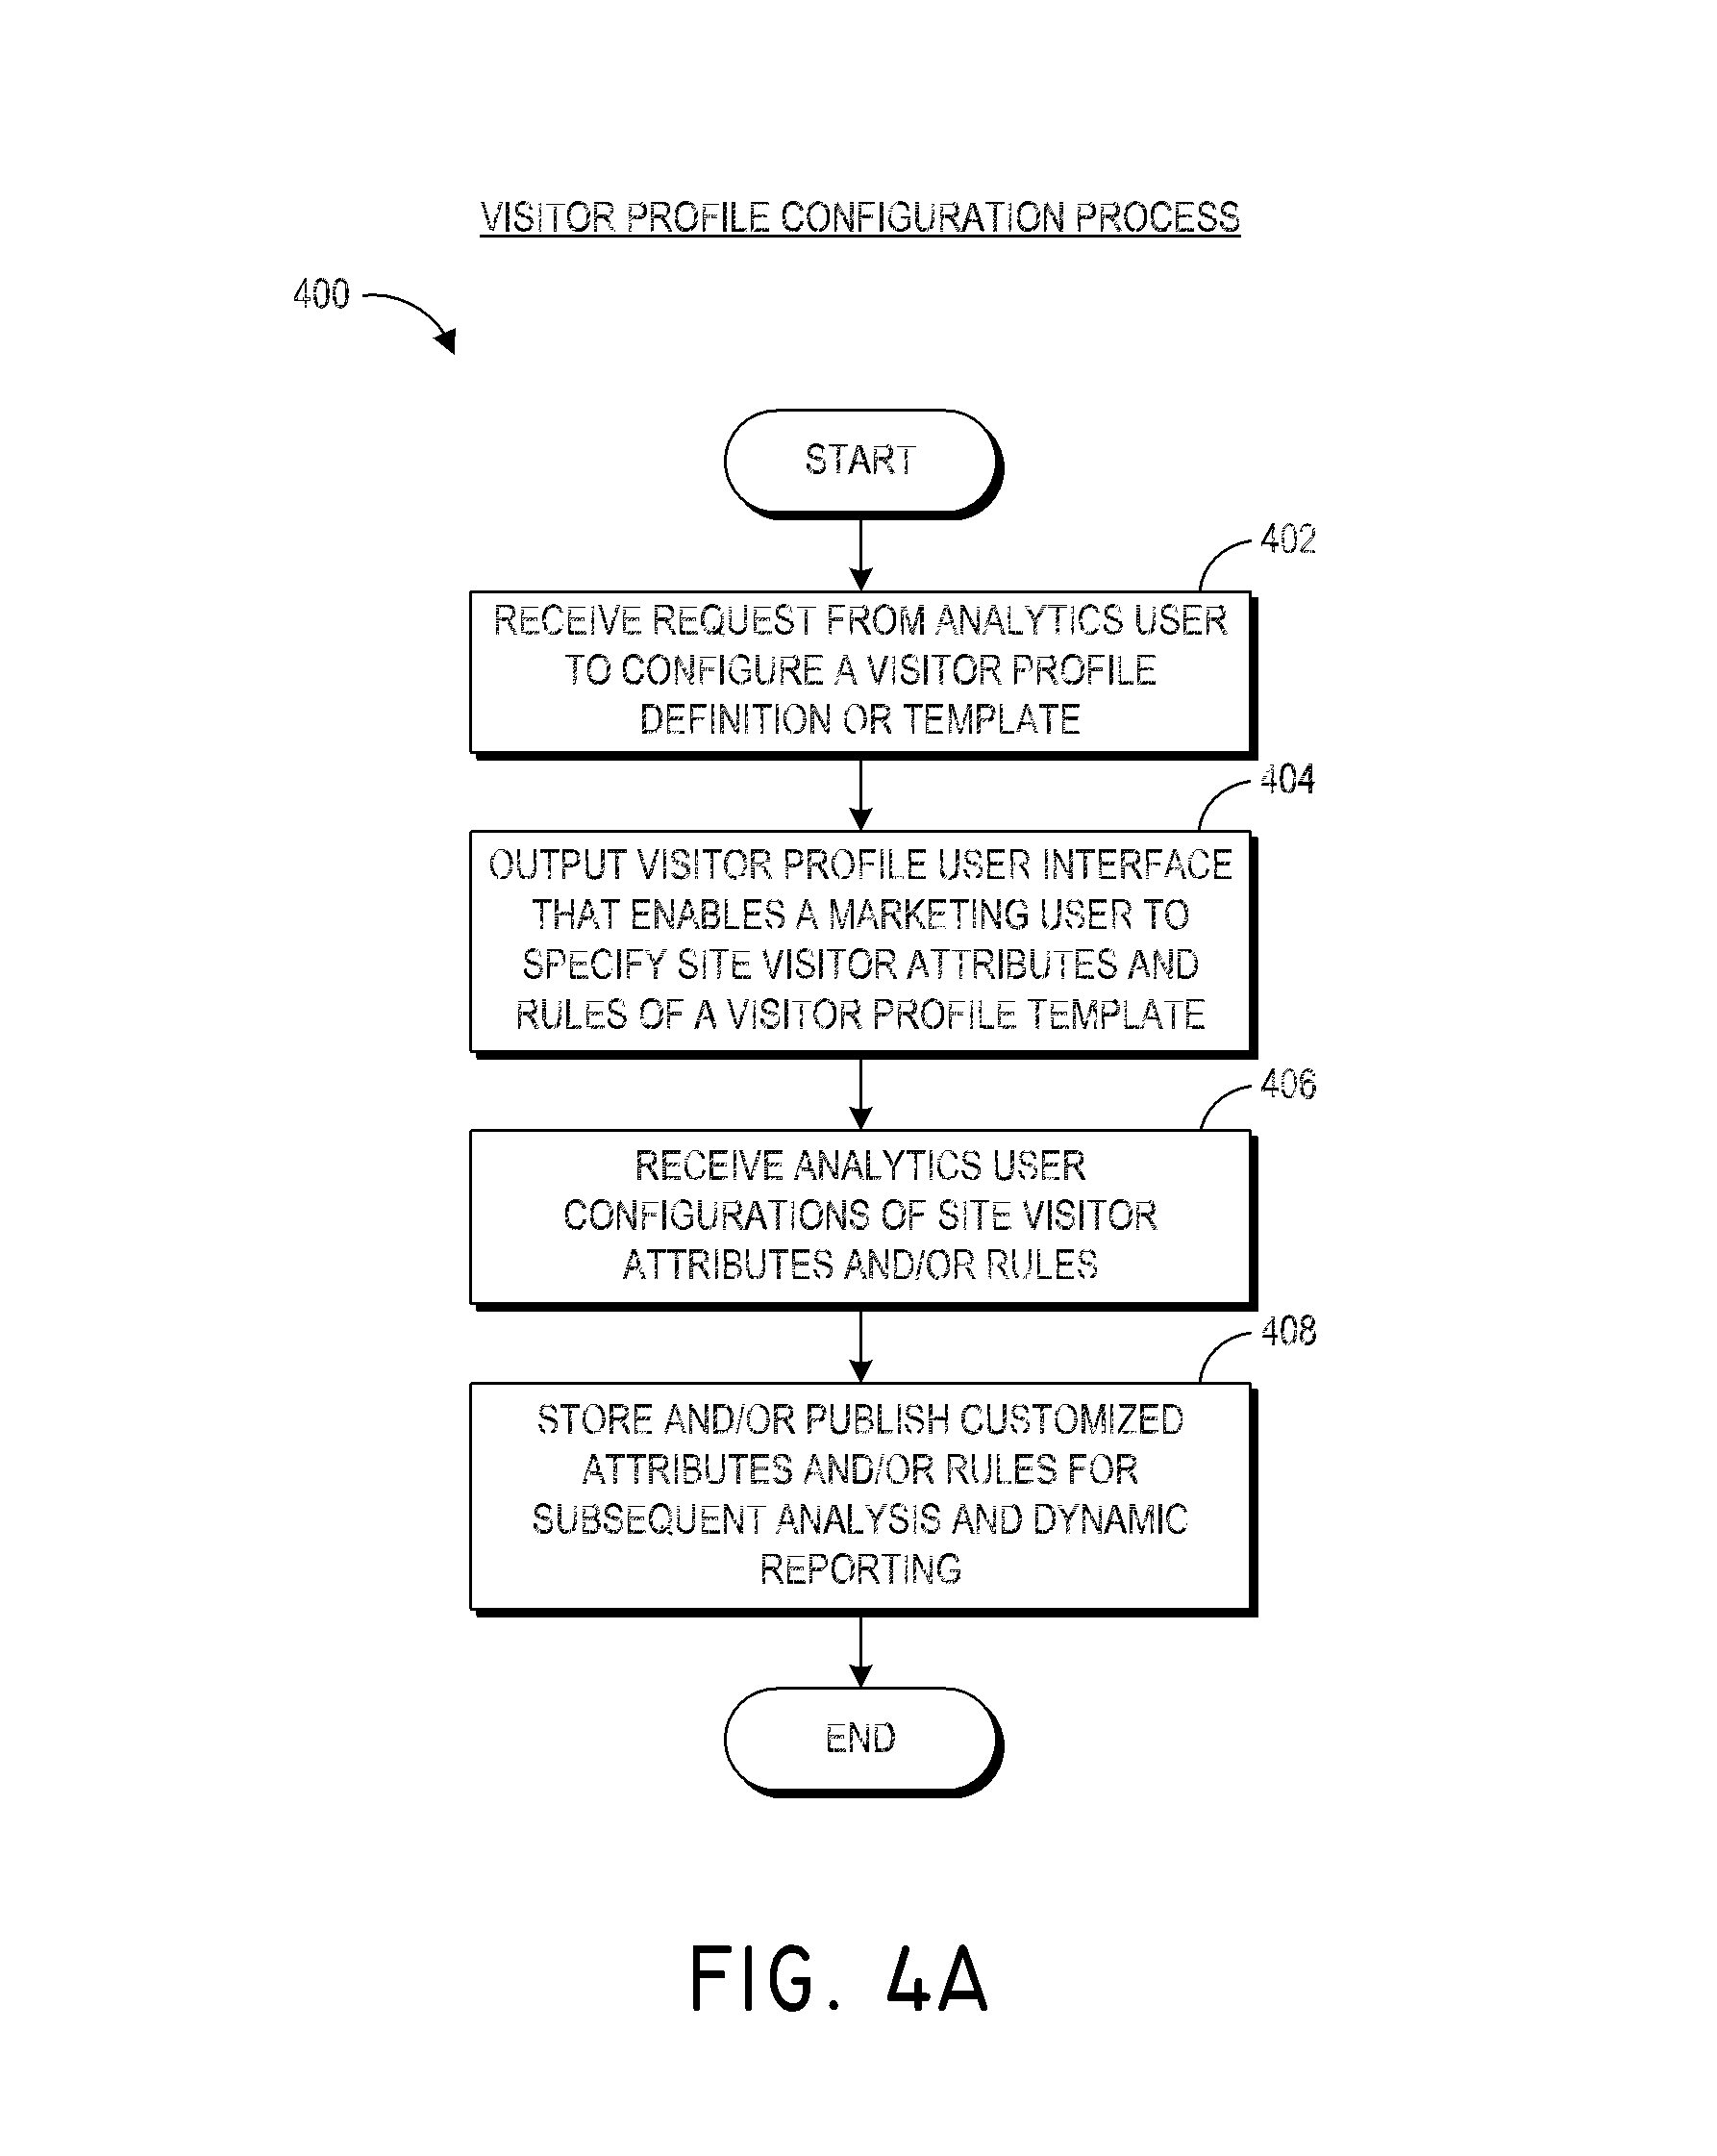 VISITOR PROFILE CONFIGURATION PROCESS
400
START
402
RECEIVE REQUEST FROM ANALYTICS USER
TO CONFIGURE A VISITOR PROFILE
DEFINITION OR TEMPLATE
404
OUTPUT VISITOR PROFILE USER INTERFACE
THAT ENABLES A MARKETING USER TO
SPECIFY SITE VISITOR ATTRIBUTES AND
RULES OF A VISITOR PROFILE TEMPLATE
406
RECEIVE ANALYTICS USER
CONFIGURATIONS OF SITE VISITOR
ATTRIBUTES AND/OR RULES
408
STORE AND/OR PUBLISH CUSTOMIZED
ATTRIBUTES AND/OR RULES FOR
SUBSEQUENT ANALYSIS AND DYNAMIC
REPORTING
END
FIG. 4A